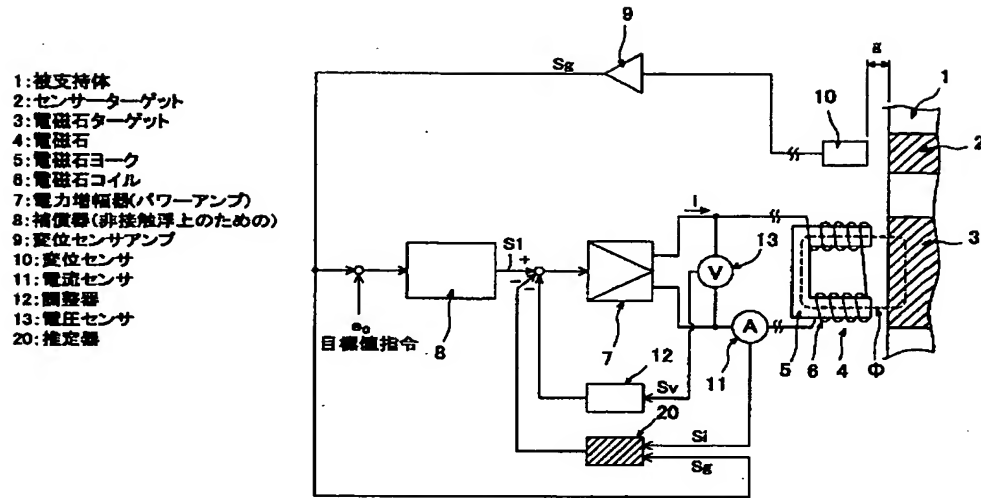 1:被支持体
2:センサーターゲット
3:電磁石ターゲット
4:電磁石
5:電磁石ヨーク
6:電磁石コイル
7:電力増幅器(パワーアンプ)
8:補償器(非接触浮上のための)
9:変位センサアンプ
10:変位センサ
11:電流センサ
12:調整器
13:電圧センサ
20:推定器
9
Sg
g
1
10
2
I
S1
+
-
-
V
13
3
e₀
目標値指令
8
7
A
11
5
6
4
Φ
12
Sv
20
Si
Sg